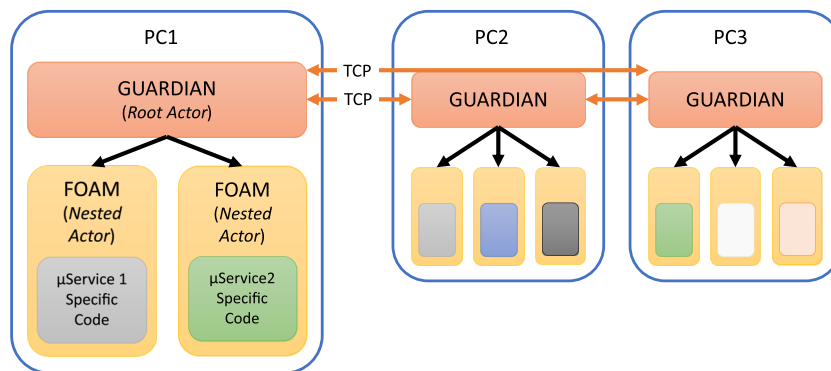 PC1
PC2
PC3
TCP
TCP
GUARDIAN
(Root Actor)
GUARDIAN
GUARDIAN
FOAM
(Nested
Actor)
FOAM
(Nested
Actor)
µService 1
Specific
Code
µService2
Specific
Code